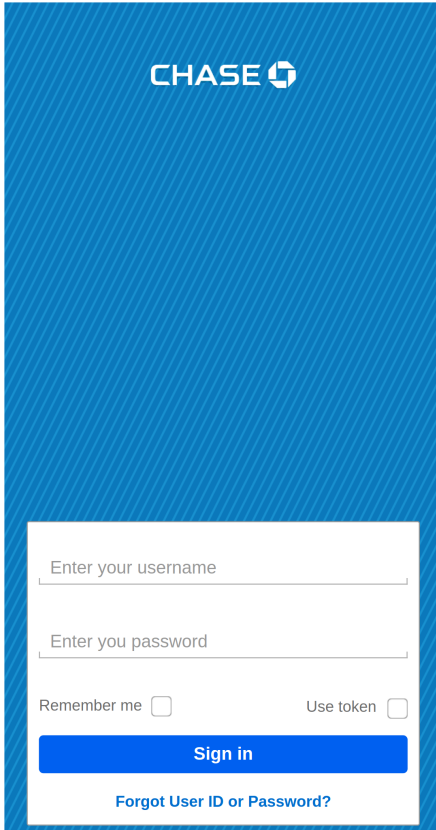 CHASE
Enter your username
Enter you password
Remember me
Use token
Sign in
Forgot User ID or Password?